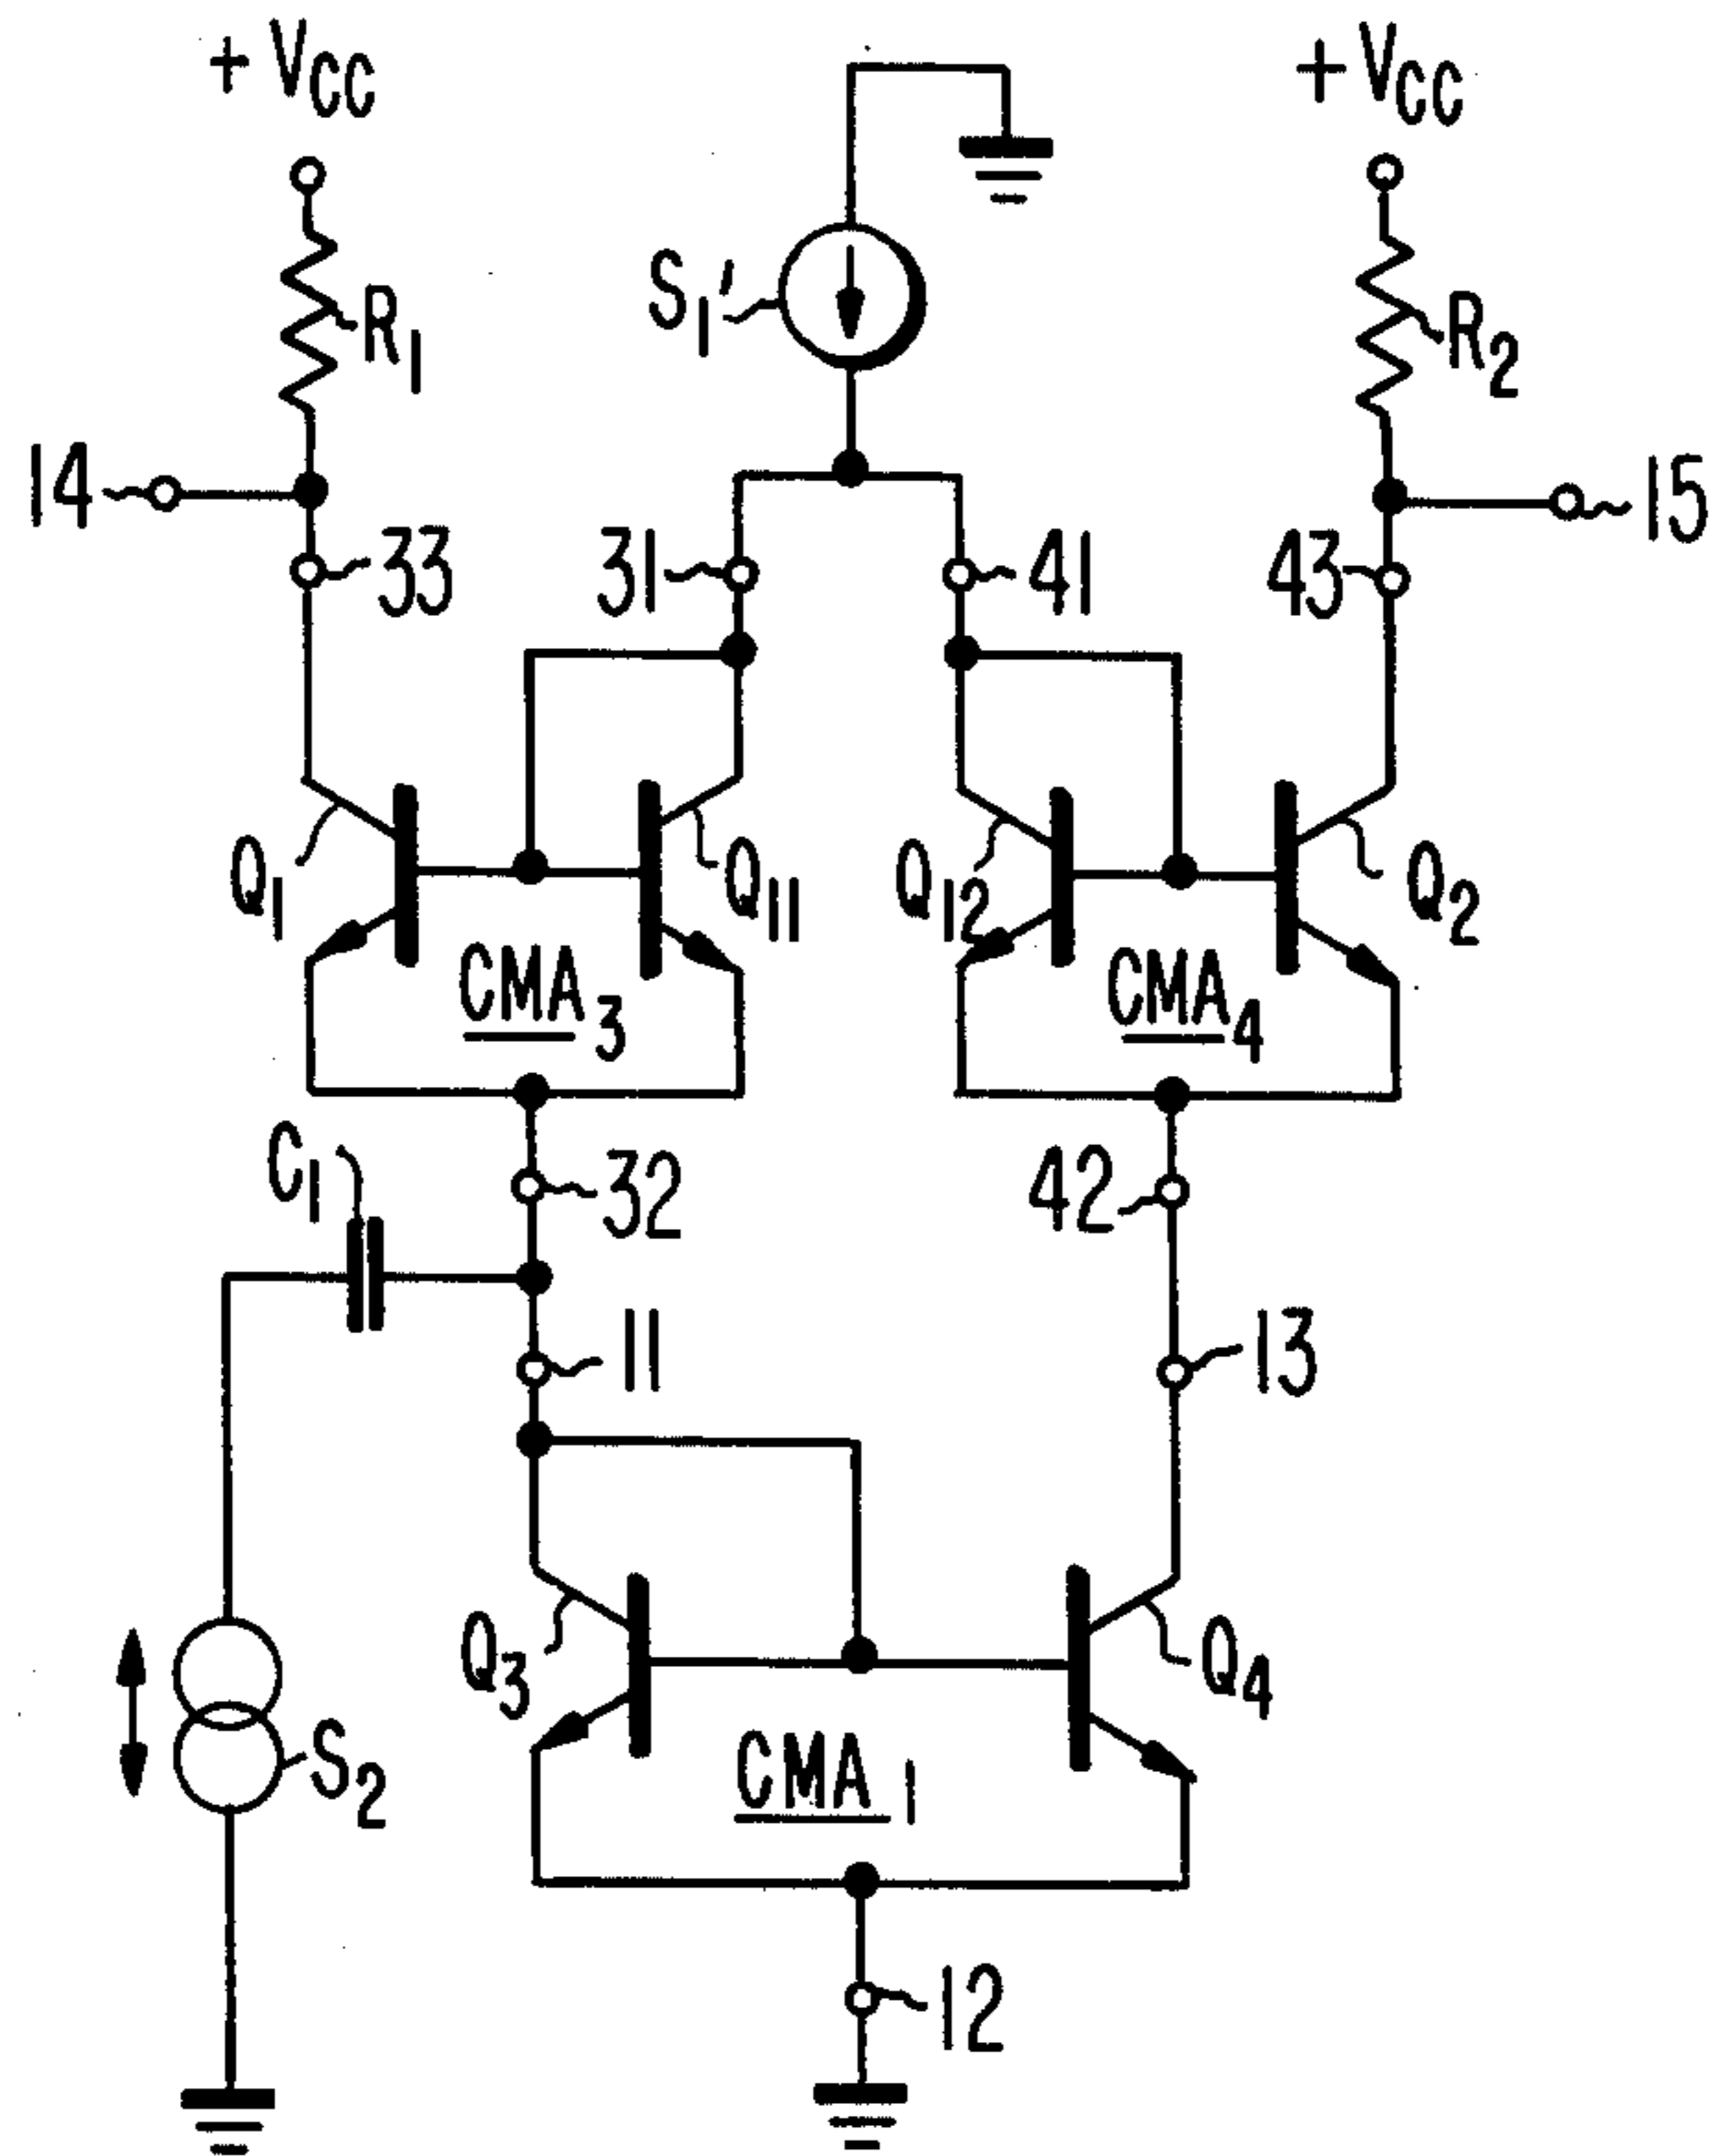 + VCC
+ VCC
S1'
R1
R2
14
33
31
41
43
15
Q1
Q11
Q12
Q2
CMA3
CMA4
C1
32
42
11
13
Q3
Q4
S2
CMA1
12